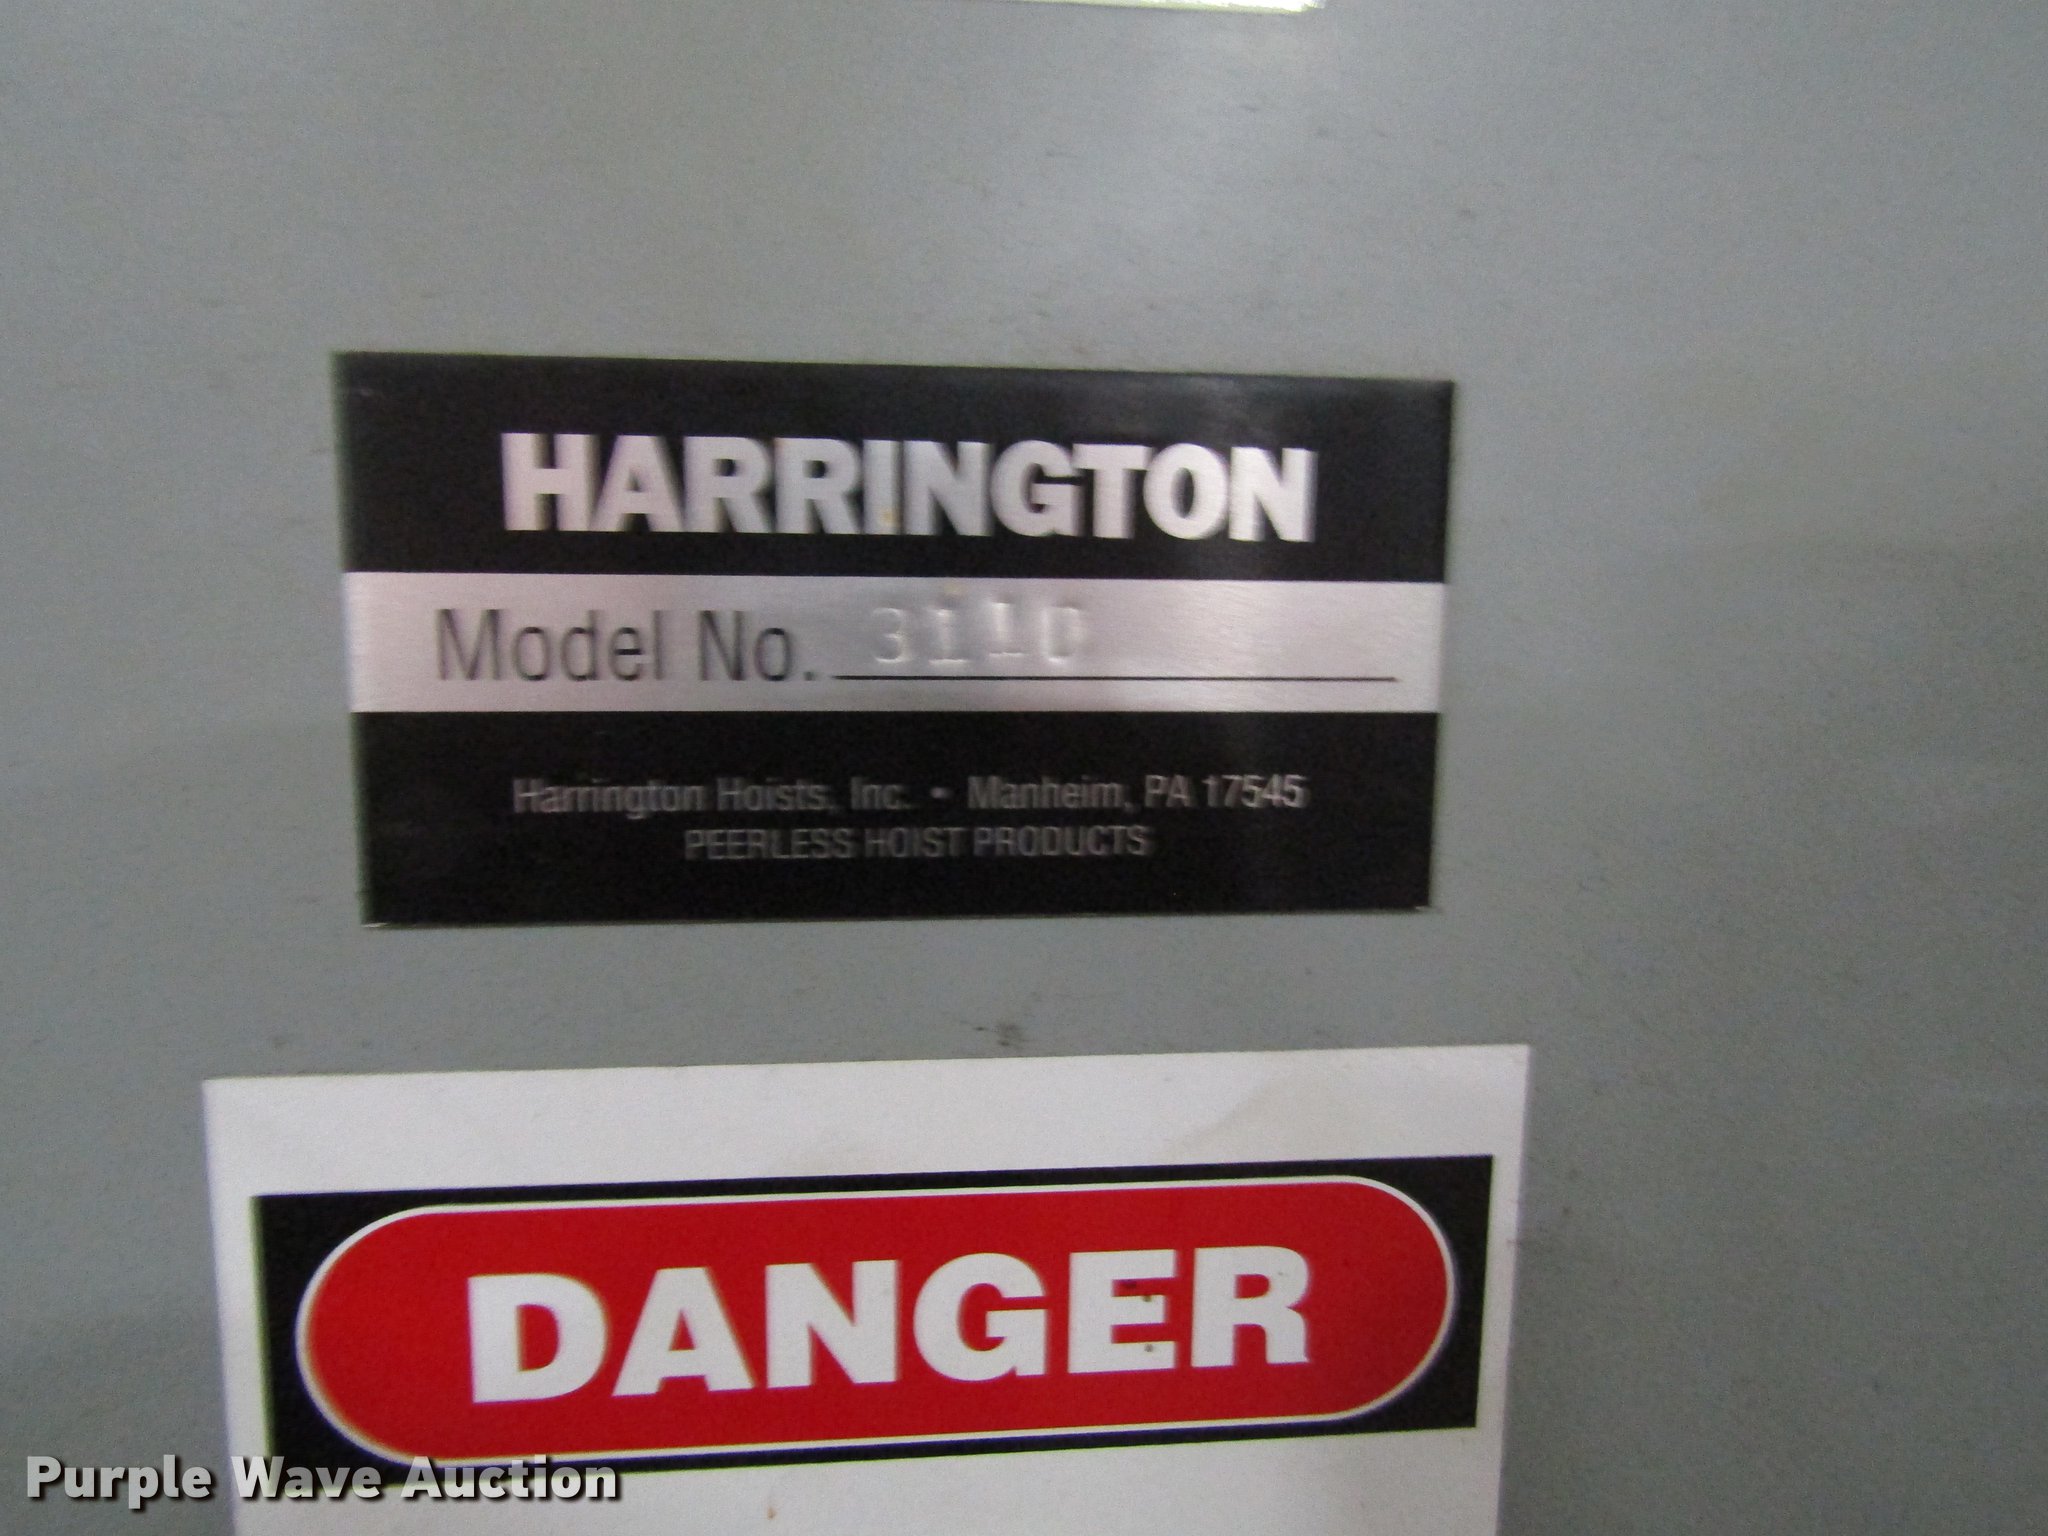 HARRINGTON
Model No. 3110
Harrington Hoists, Inc. • Manheim, PA 17545
PEERLESS HOIST PRODUCTS
DANGER
Purple Wave Auction